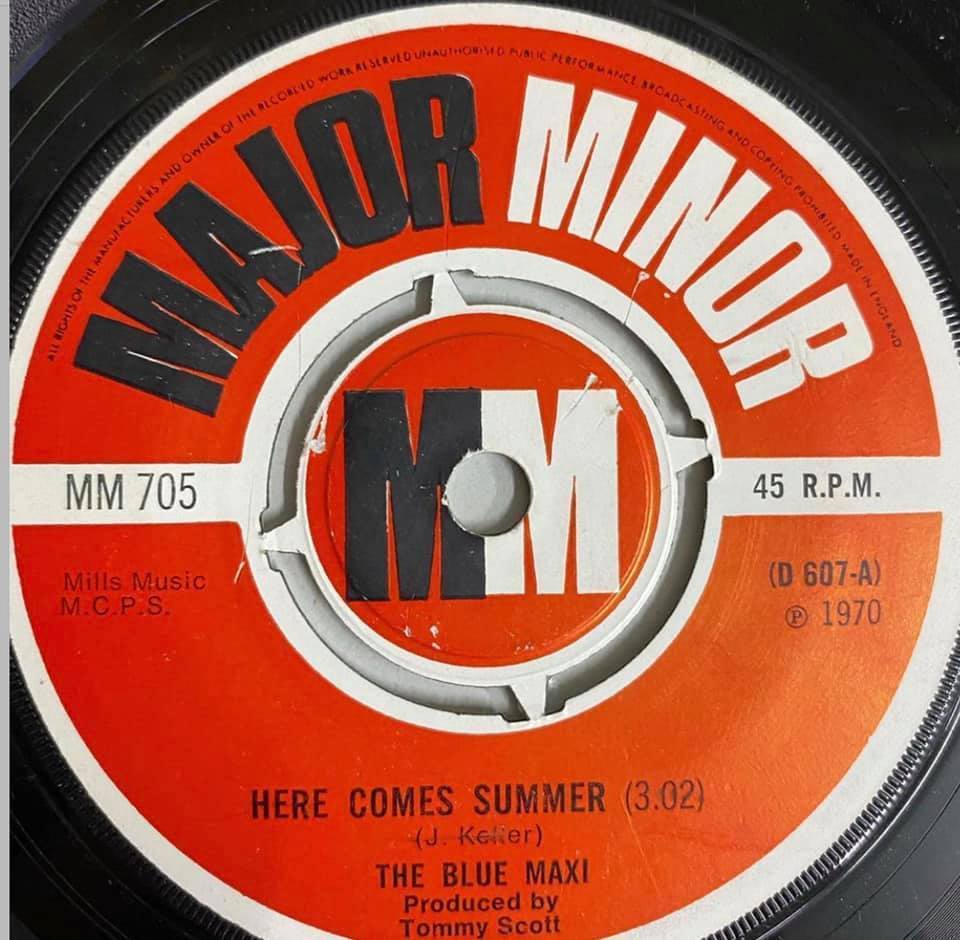 ALL RIGHTS OF THE MANUFACTURERS AND OWNER OF THE RECORDED WORK RESERVED UNAUTHORISED PUBLIC PERFORMANCE, BROADCASTING AND COPYING PROHIBITED MADE IN ENGLAND
MAJOR MINOR
MM
MM 705
45 R.P.M.
Mills Music
M.C.P.S.
(D 607-A)
℗ 1970
HERE COMES SUMMER (3.02)
(J. Keller)
THE BLUE MAXI
Produced by
Tommy Scott